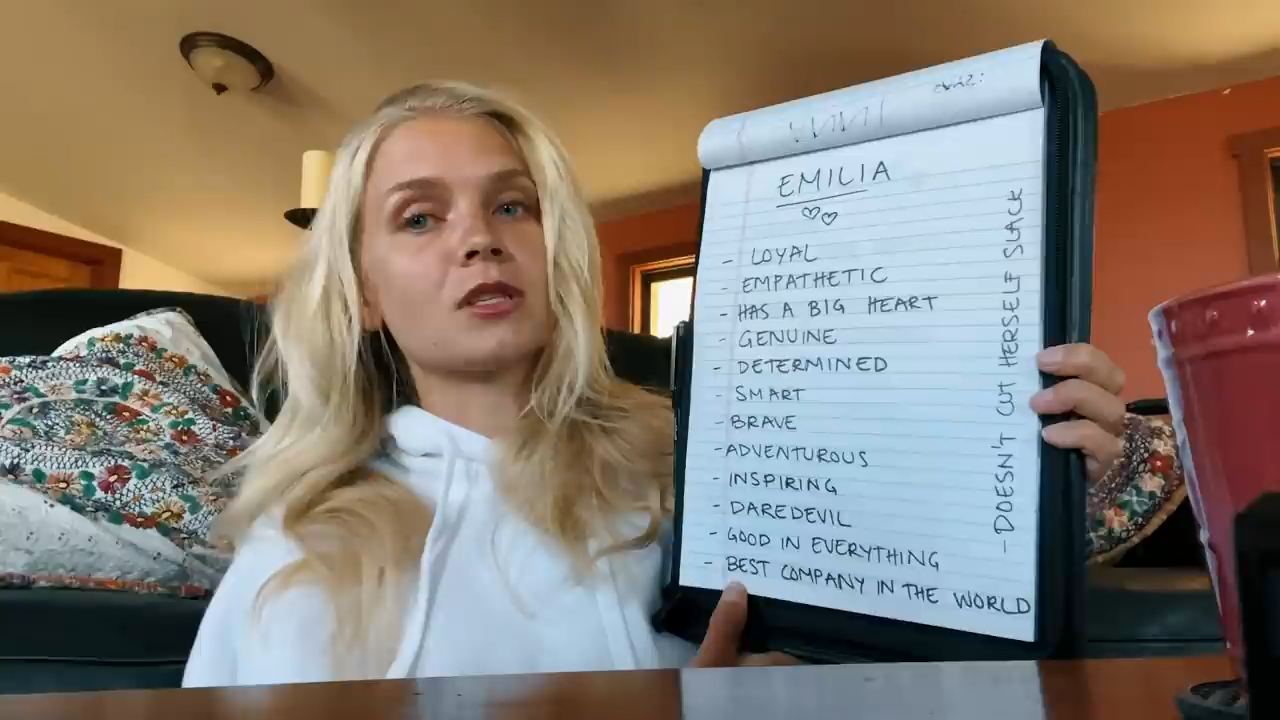 EMILIA
- LOYAL
- EMPATHETIC
- HAS A BIG HEART
- GENUINE
- DETERMINED
- SMART
- BRAVE
- ADVENTUROUS
- INSPIRING
- DAREDEVIL
- GOOD IN EVERYTHING
- BEST COMPANY IN THE WORLD
- DOESN'T CUT HERSELF SLACK